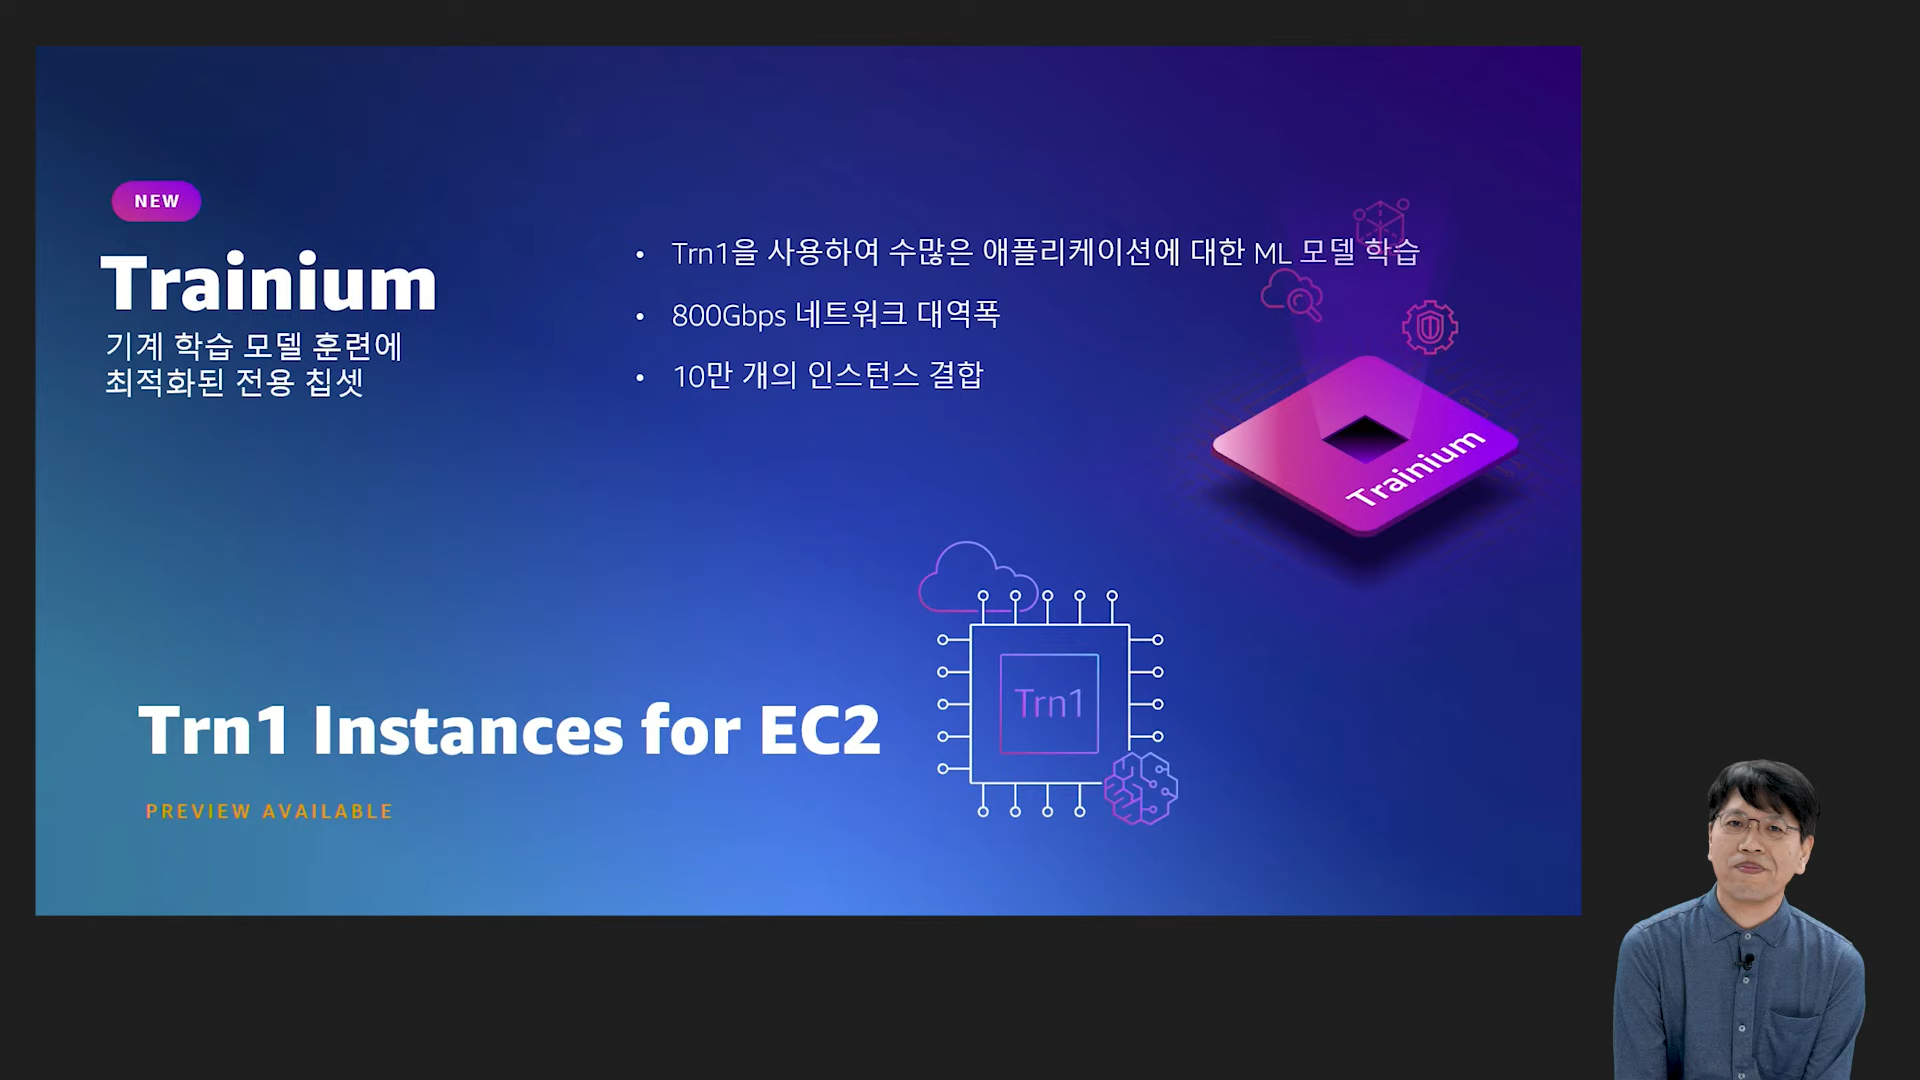 NEW
Trainium
기계 학습 모델 훈련에
최적화된 전용 칩셋
• Trn1을 사용하여 수많은 애플리케이션에 대한 ML 모델 학습
• 800Gbps 네트워크 대역폭
• 10만 개의 인스턴스 결합
Trainium
Trn1
Trn1 Instances for EC2
PREVIEW AVAILABLE